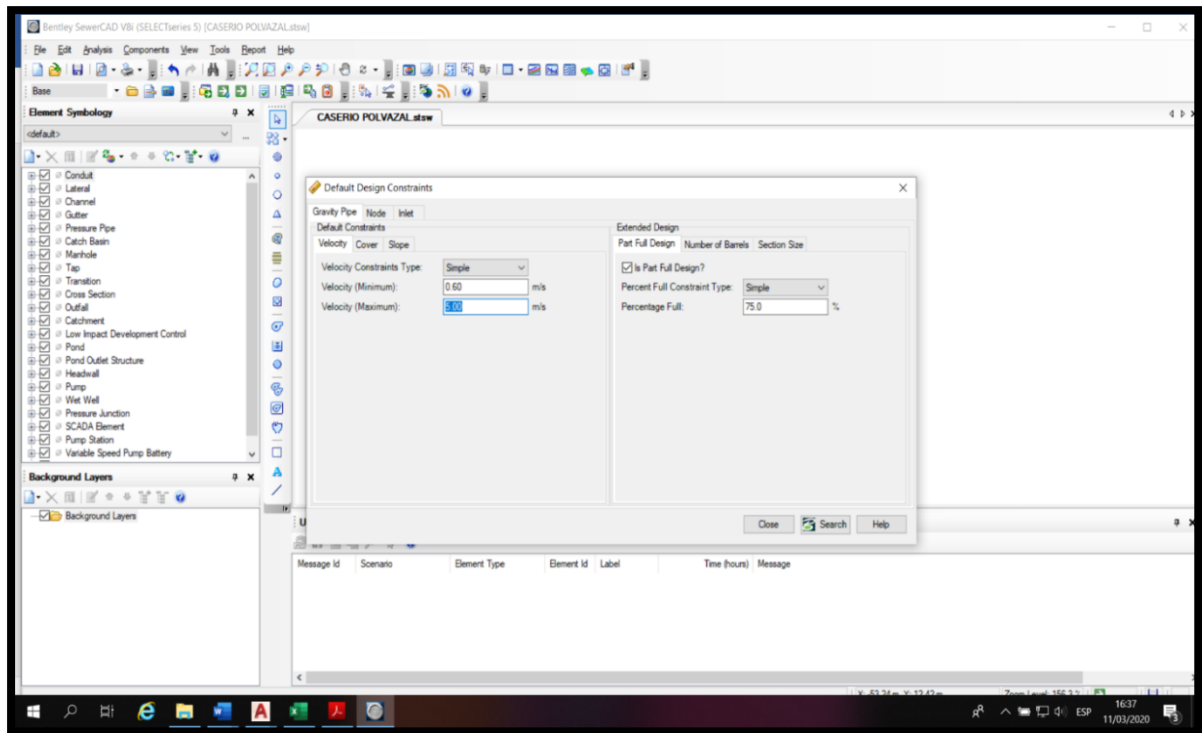 Bentley SewerCAD V8i (SELECTseries 5) [CASERIO POLVAZAL.stsw]
File Edit Analysis Components View Tools Report Help
Base
Element Symbology
<default>
Conduit
Lateral
Channel
Gutter
Pressure Pipe
Catch Basin
Manhole
Tap
Transition
Cross Section
Outfall
Catchment
Low Impact Development Control
Pond
Pond Outlet Structure
Headwall
Pump
Wet Well
Pressure Junction
SCADA Element
Pump Station
Variable Speed Pump Battery
Background Layers
Background Layers
CASERIO POLVAZAL.stsw
Default Design Constraints
Gravity Pipe Node Inlet
Default Constraints
Velocity Cover Slope
Velocity Constraints Type: Simple
Velocity (Minimum): 0.60 m/s
Velocity (Maximum): 5.00 m/s
Extended Design
Part Full Design Number of Barrels Section Size
Is Part Full Design?
Percent Full Constraint Type: Simple
Percentage Full: 75.0 %
Close Search Help
U
Message Id Scenario Element Type Element Id Label Time (hours) Message
ESP
16:37
11/03/2020